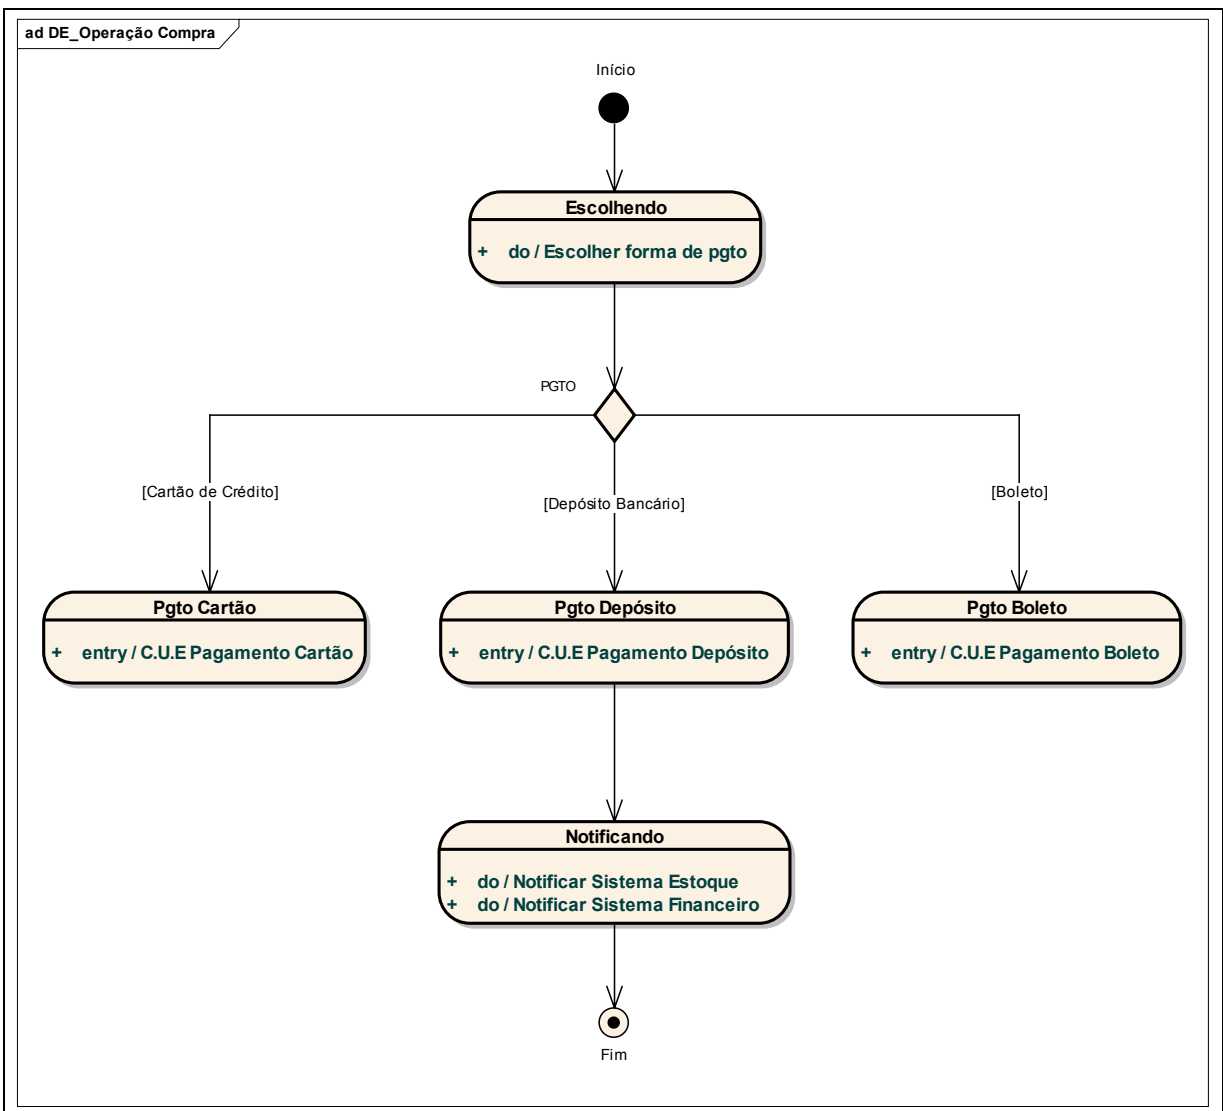 ad DE_Operação Compra
Início
Escolhendo
+ do / Escolher forma de pgto
PGTO
[Cartão de Crédito]
[Depósito Bancário]
[Boleto]
Pgto Cartão
+ entry / C.U.E Pagamento Cartão
Pgto Depósito
+ entry / C.U.E Pagamento Depósito
Pgto Boleto
+ entry / C.U.E Pagamento Boleto
Notificando
+ do / Notificar Sistema Estoque
+ do / Notificar Sistema Financeiro
Fim